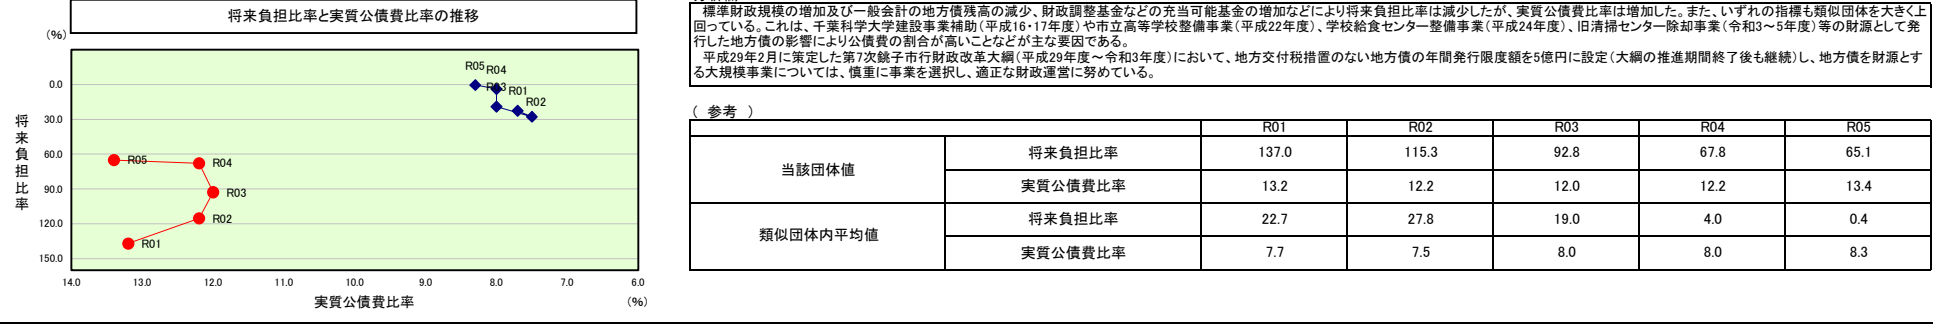 将来負担比率と実質公債費比率の推移
(%)
R05 R04
R03 R01
R02
0.0
30.0
60.0
90.0
120.0
150.0
将来負担比率
R05
R04
R03
R02
R01
14.0 13.0 12.0 11.0 10.0 9.0 8.0 7.0 6.0
実質公債費比率
(%)
標準財政規模の増加及び一般会計の地方債残高の減少、財政調整基金などの充当可能基金の増加などにより将来負担比率は減少したが、実質公債費比率は増加した。また、いずれの指標も類似団体を大きく上
回っている。これは、千葉科学大学建設事業補助(平成16・17年度)や市立高等学校整備事業(平成22年度)、学校給食センター整備事業(平成24年度)、旧清掃センター除却事業(令和3~5年度)等の財源として発
行した地方債の影響により公債費の割合が高いことなどが主な要因である。
平成29年2月に策定した第7次銚子市行財政改革大綱(平成29年度~令和3年度)において、地方交付税措置のない地方債の年間発行限度額を5億円に設定(大綱の推進期間終了後も継続)し、地方債を財源とす
る大規模事業については、慎重に事業を選択し、適正な財政運営に努めている。
( 参考 )
R01 R02 R03 R04 R05
当該団体値
将来負担比率 137.0 115.3 92.8 67.8 65.1
実質公債費比率 13.2 12.2 12.0 12.2 13.4
類似団体内平均値
将来負担比率 22.7 27.8 19.0 4.0 0.4
実質公債費比率 7.7 7.5 8.0 8.0 8.3